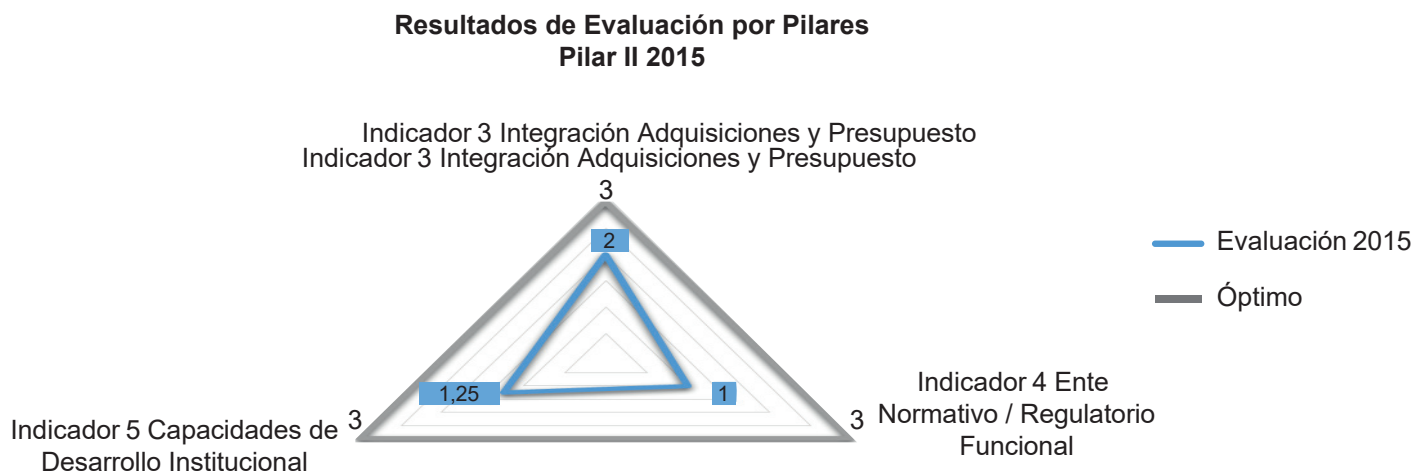 Resultados de Evaluación por Pilares
Pilar II 2015
Indicador 3 Integración Adquisiciones y Presupuesto
Indicador 3 Integración Adquisiciones y Presupuesto
3
2
Evaluación 2015
Óptimo
1,25
1
Indicador 4 Ente
Normativo / Regulatorio
Funcional
3
3
Indicador 5 Capacidades de
Desarrollo Institucional